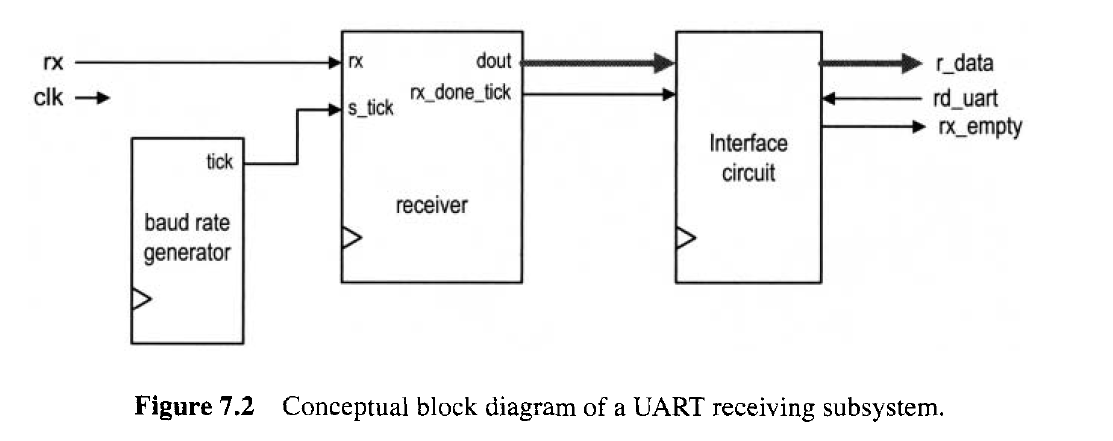 rx
clk
tick
baud rate
generator
rx
s_tick
dout
rx_done_tick
receiver
Interface
circuit
r_data
rd_uart
rx_empty
Figure 7.2 Conceptual block diagram of a UART receiving subsystem.